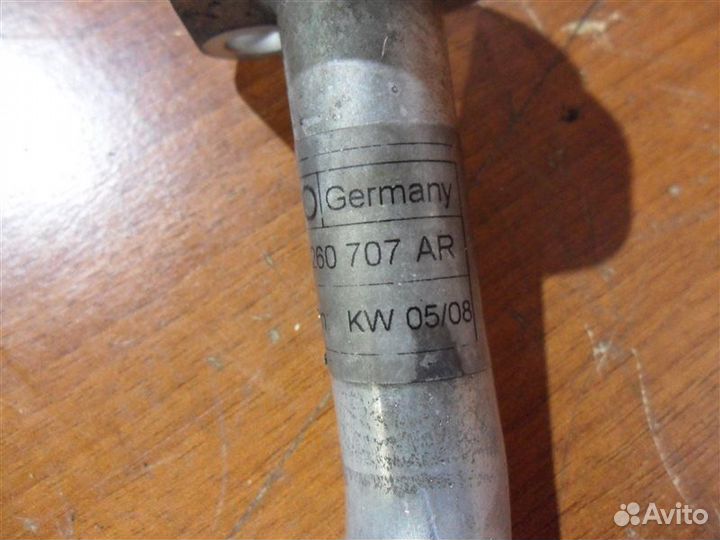 Germany
260 707 AR
KW 05/08
Avito